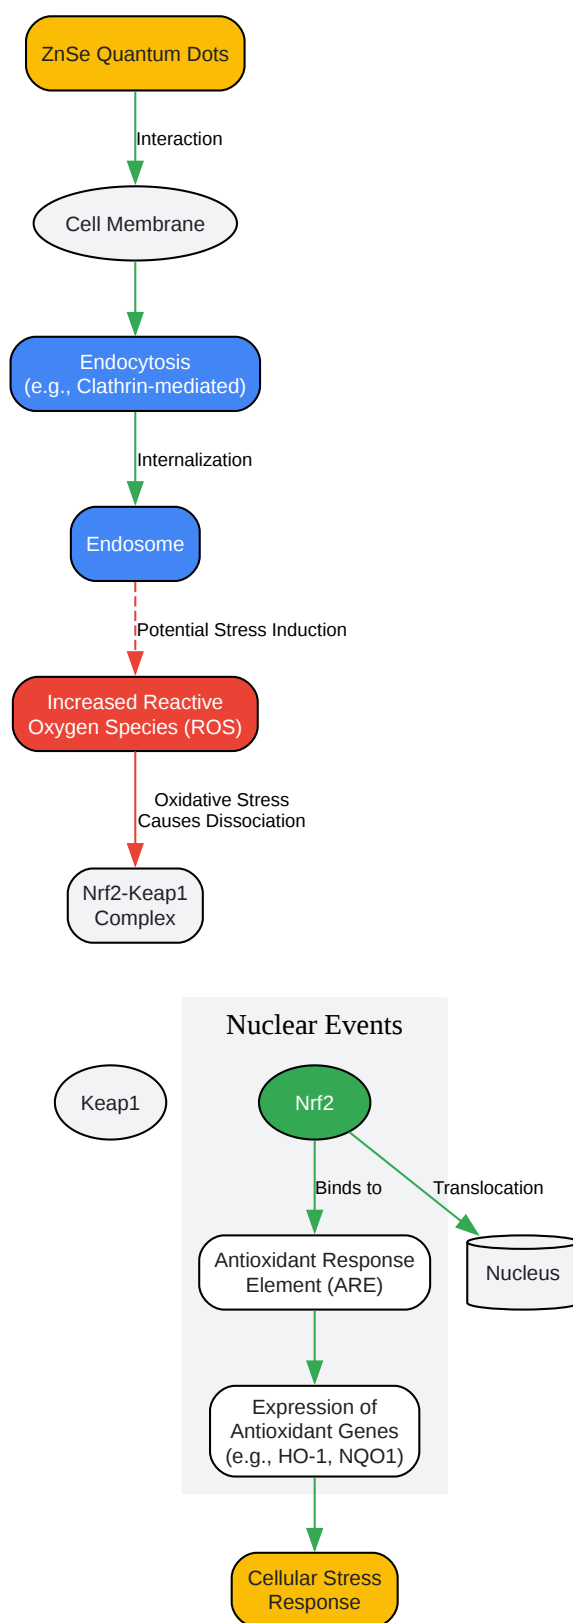 ZnSe Quantum Dots
Interaction
Cell Membrane
Endocytosis
(e.g., Clathrin-mediated)
Internalization
Endosome
Potential Stress Induction
Increased Reactive
Oxygen Species (ROS)
Oxidative Stress
Causes Dissociation
Nrf2-Keap1
Complex
Nuclear Events
Keap1
Nrf2
Binds to
Translocation
Antioxidant Response
Element (ARE)
Nucleus
Expression of
Antioxidant Genes
(e.g., HO-1, NQO1)
Cellular Stress
Response